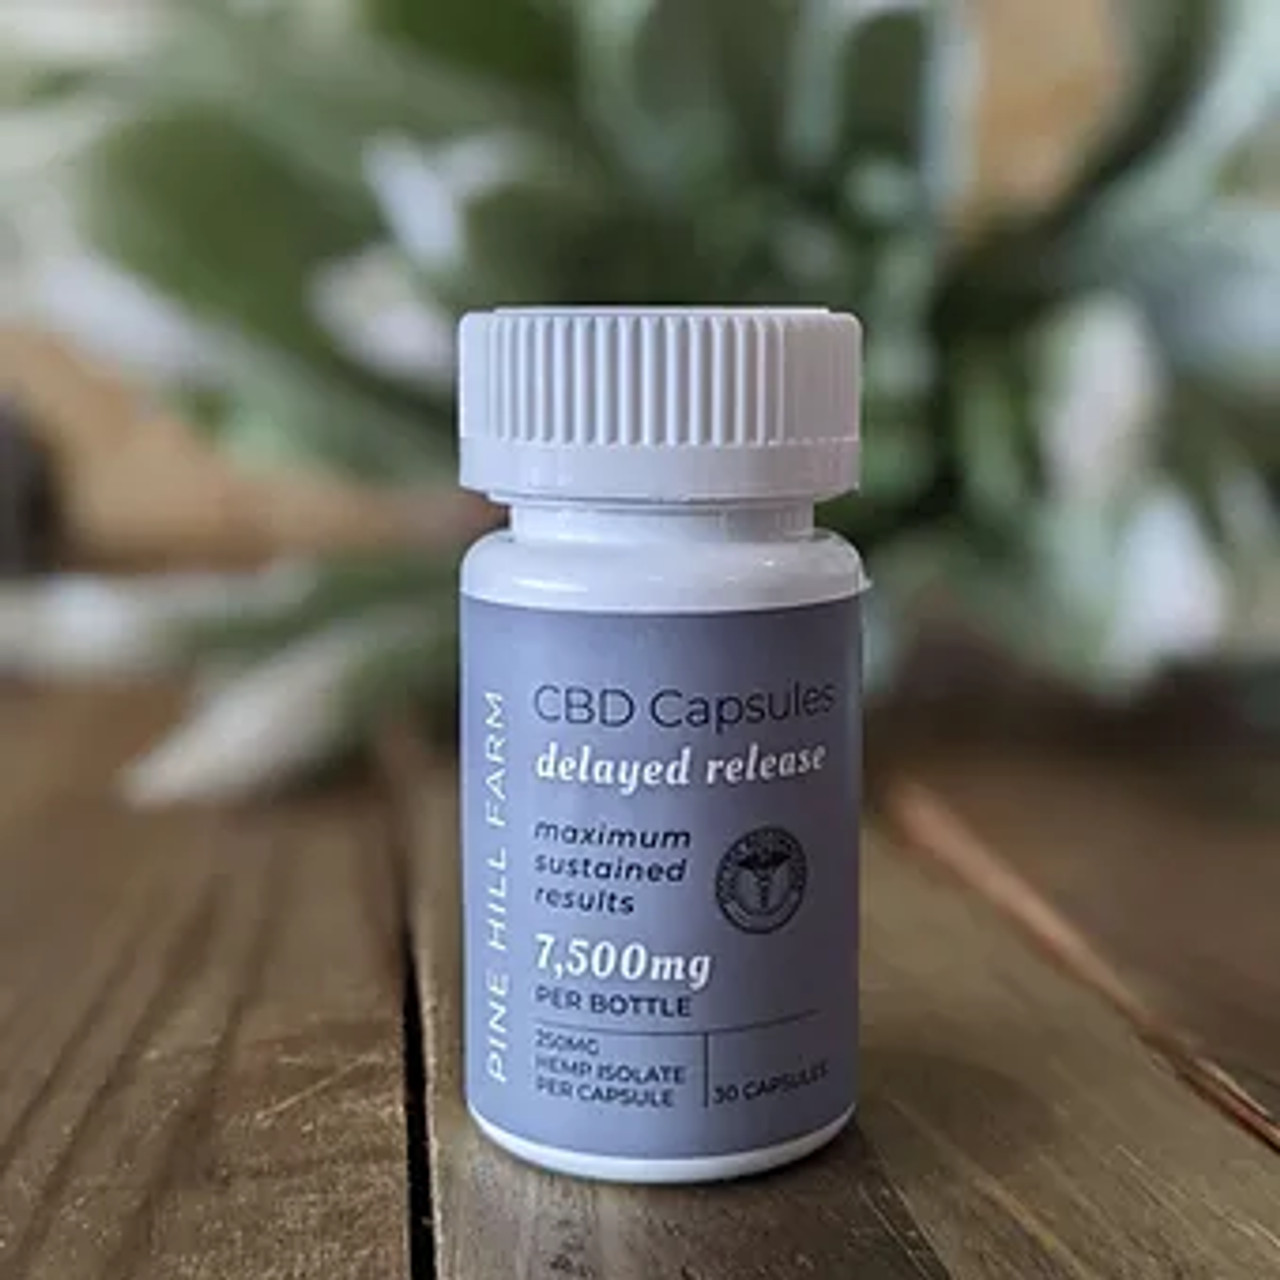 PINE HILL FARM
CBD Capsules
delayed release
maximum
sustained
results
7,500mg
PER BOTTLE
250MG
HEMP ISOLATE
PER CAPSULE
30 CAPSULES